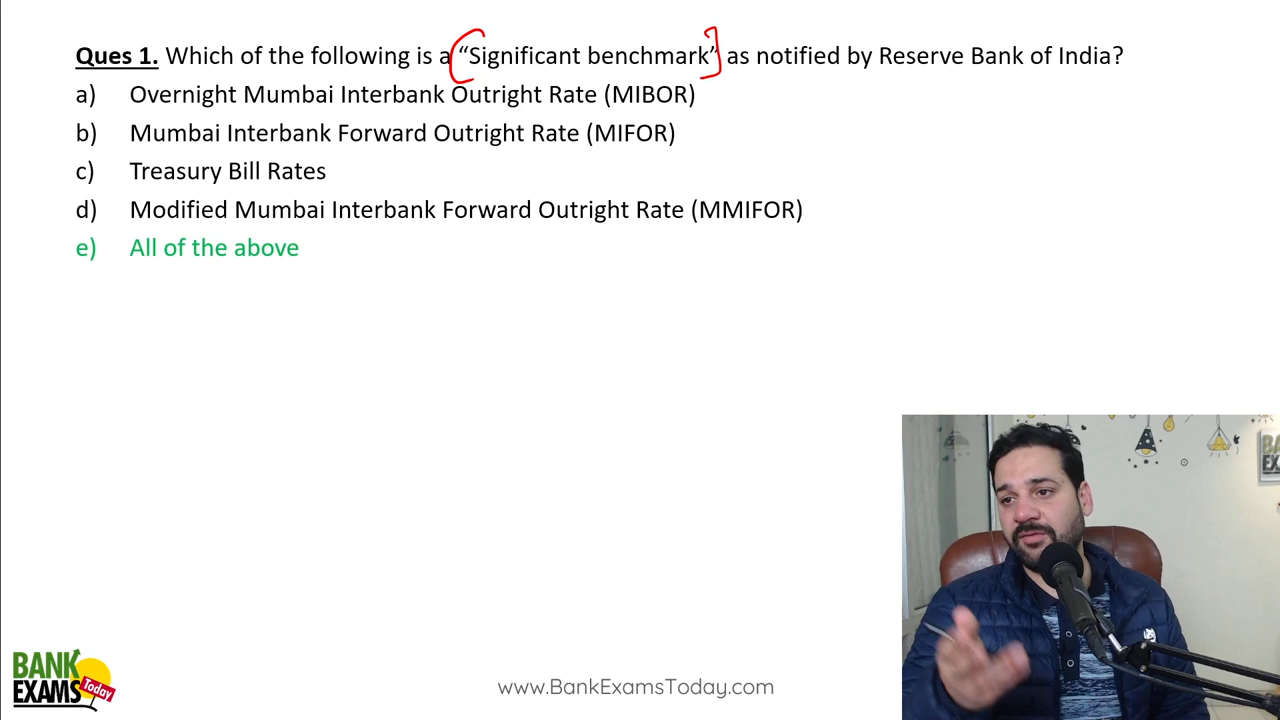 Ques 1. Which of the following is a “Significant benchmark” as notified by Reserve Bank of India?
a) Overnight Mumbai Interbank Outright Rate (MIBOR)
b) Mumbai Interbank Forward Outright Rate (MIFOR)
c) Treasury Bill Rates
d) Modified Mumbai Interbank Forward Outright Rate (MMIFOR)
e) All of the above
BANK
EXAMS
Today
www.BankExamsToday.com